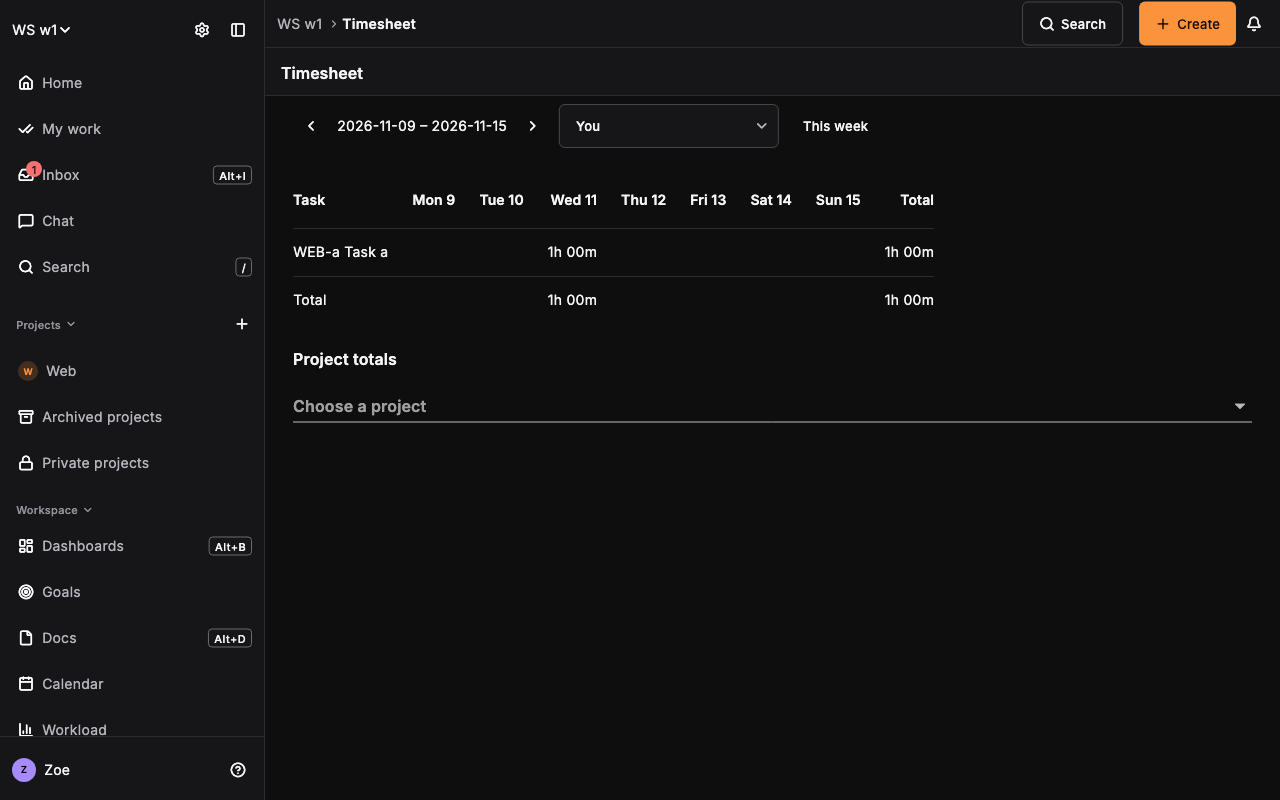 WS w1
Home
My work
1
Inbox
Alt+I
Chat
Search
/
Projects
W
Web
Archived projects
Private projects
Workspace
Dashboards
Alt+B
Goals
Docs
Alt+D
Calendar
Workload
Z
Zoe
WS w1 > Timesheet
Search
+ Create
Timesheet
2026-11-09 – 2026-11-15
You
This week
Task Mon 9 Tue 10 Wed 11 Thu 12 Fri 13 Sat 14 Sun 15 Total
WEB-a Task a 1h 00m 1h 00m
Total 1h 00m 1h 00m
Project totals
Choose a project